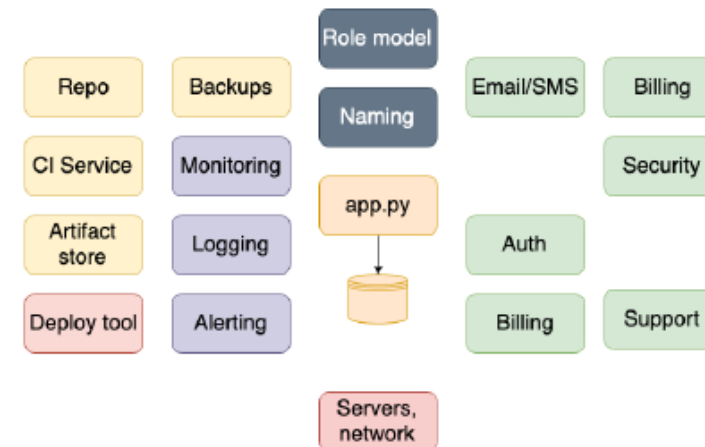 Role model
Repo
Backups
Email/SMS
Billing
Naming
CI Service
Monitoring
Security
app.py
Artifact
store
Logging
Auth
Deploy tool
Alerting
Billing
Support
Servers,
network